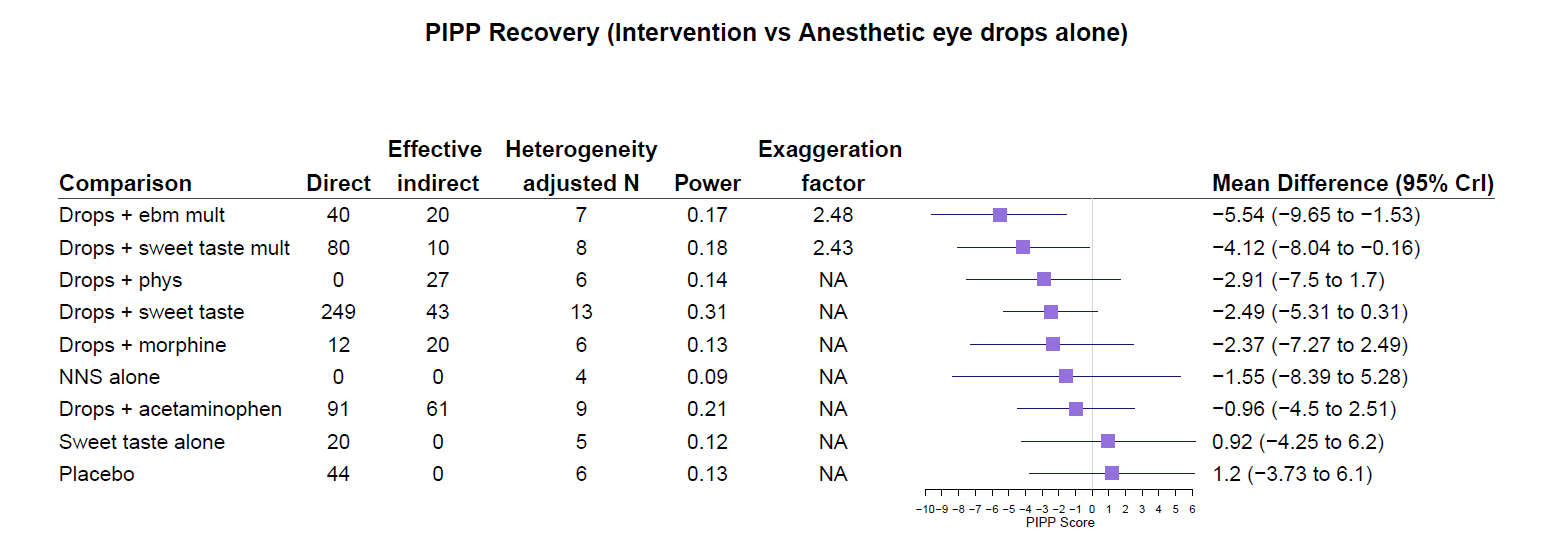 PIPP Recovery (Intervention vs Anesthetic eye drops alone)
Effective Heterogeneity Exaggeration
Comparison Direct indirect adjusted N Power factor Mean Difference (95% CrI)
Drops + ebm mult 40 20 7 0.17 2.48 −5.54 (−9.65 to −1.53)
Drops + sweet taste mult 80 10 8 0.18 2.43 −4.12 (−8.04 to −0.16)
Drops + phys 0 27 6 0.14 NA −2.91 (−7.5 to 1.7)
Drops + sweet taste 249 43 13 0.31 NA −2.49 (−5.31 to 0.31)
Drops + morphine 12 20 6 0.13 NA −2.37 (−7.27 to 2.49)
NNS alone 0 0 4 0.09 NA −1.55 (−8.39 to 5.28)
Drops + acetaminophen 91 61 9 0.21 NA −0.96 (−4.5 to 2.51)
Sweet taste alone 20 0 5 0.12 NA 0.92 (−4.25 to 6.2)
Placebo 44 0 6 0.13 NA 1.2 (−3.73 to 6.1)
−10 −9 −8 −7 −6 −5 −4 −3 −2 −1 0 1 2 3 4 5 6
PIPP Score